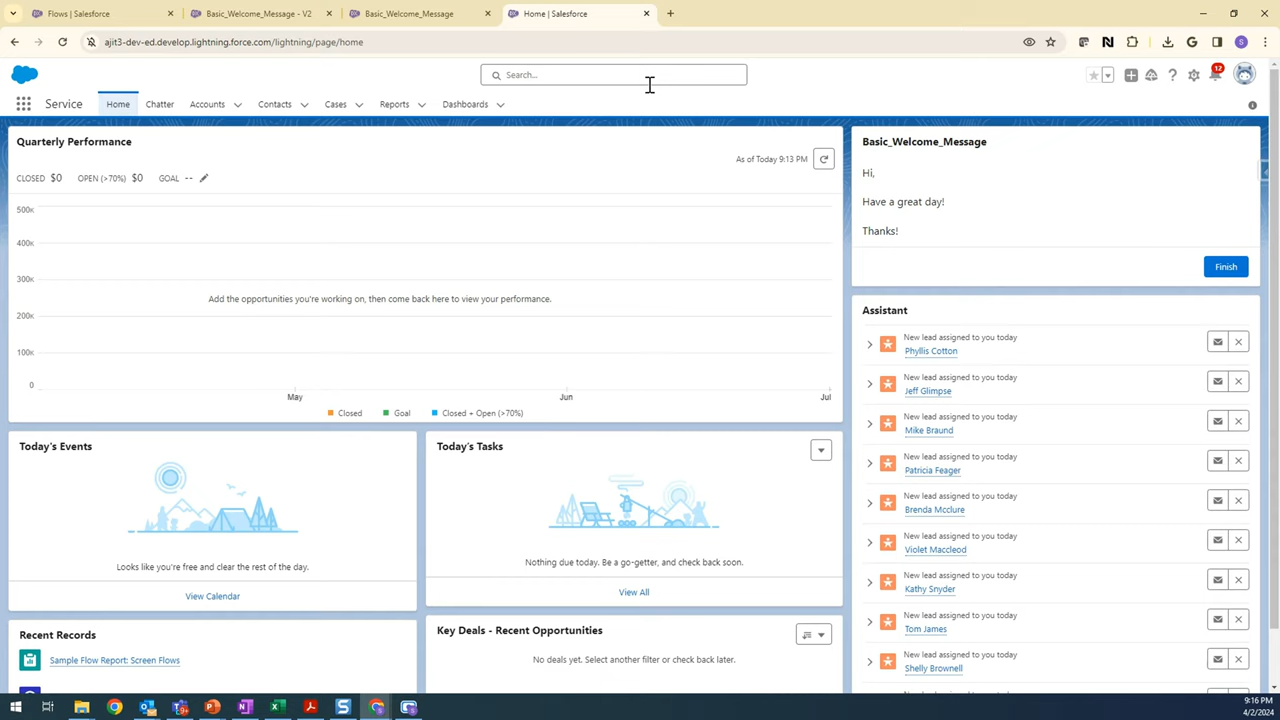 Flows | Salesforce
Basic_Welcome_Message - V2
Basic_Welcome_Message
Home | Salesforce
ajit3-dev-ed.develop.lightning.force.com/lightning/page/home
S
Search...
12
Service
Home
Chatter
Accounts
Contacts
Cases
Reports
Dashboards
Quarterly Performance
As of Today 9:13 PM
CLOSED $0 OPEN (>70%) $0 GOAL --
500K
400K
300K
200K
100K
0
Add the opportunities you're working on, then come back here to view your performance.
May
Jun
Jul
Closed
Goal
Closed + Open (>70%)
Basic_Welcome_Message
Hi,
Have a great day!
Thanks!
Finish
Assistant
New lead assigned to you today
Phyllis Cotton
New lead assigned to you today
Jeff Glimpse
New lead assigned to you today
Mike Braund
New lead assigned to you today
Patricia Feager
New lead assigned to you today
Brenda Mcclure
New lead assigned to you today
Violet Maccleod
New lead assigned to you today
Kathy Snyder
New lead assigned to you today
Tom James
New lead assigned to you today
Shelly Brownell
Today's Events
Looks like you're free and clear the rest of the day.
View Calendar
Today's Tasks
Nothing due today. Be a go-getter, and check back soon.
View All
Recent Records
Sample Flow Report: Screen Flows
Key Deals - Recent Opportunities
No deals yet. Select another filter or check back later.
9:16 PM
4/2/2024